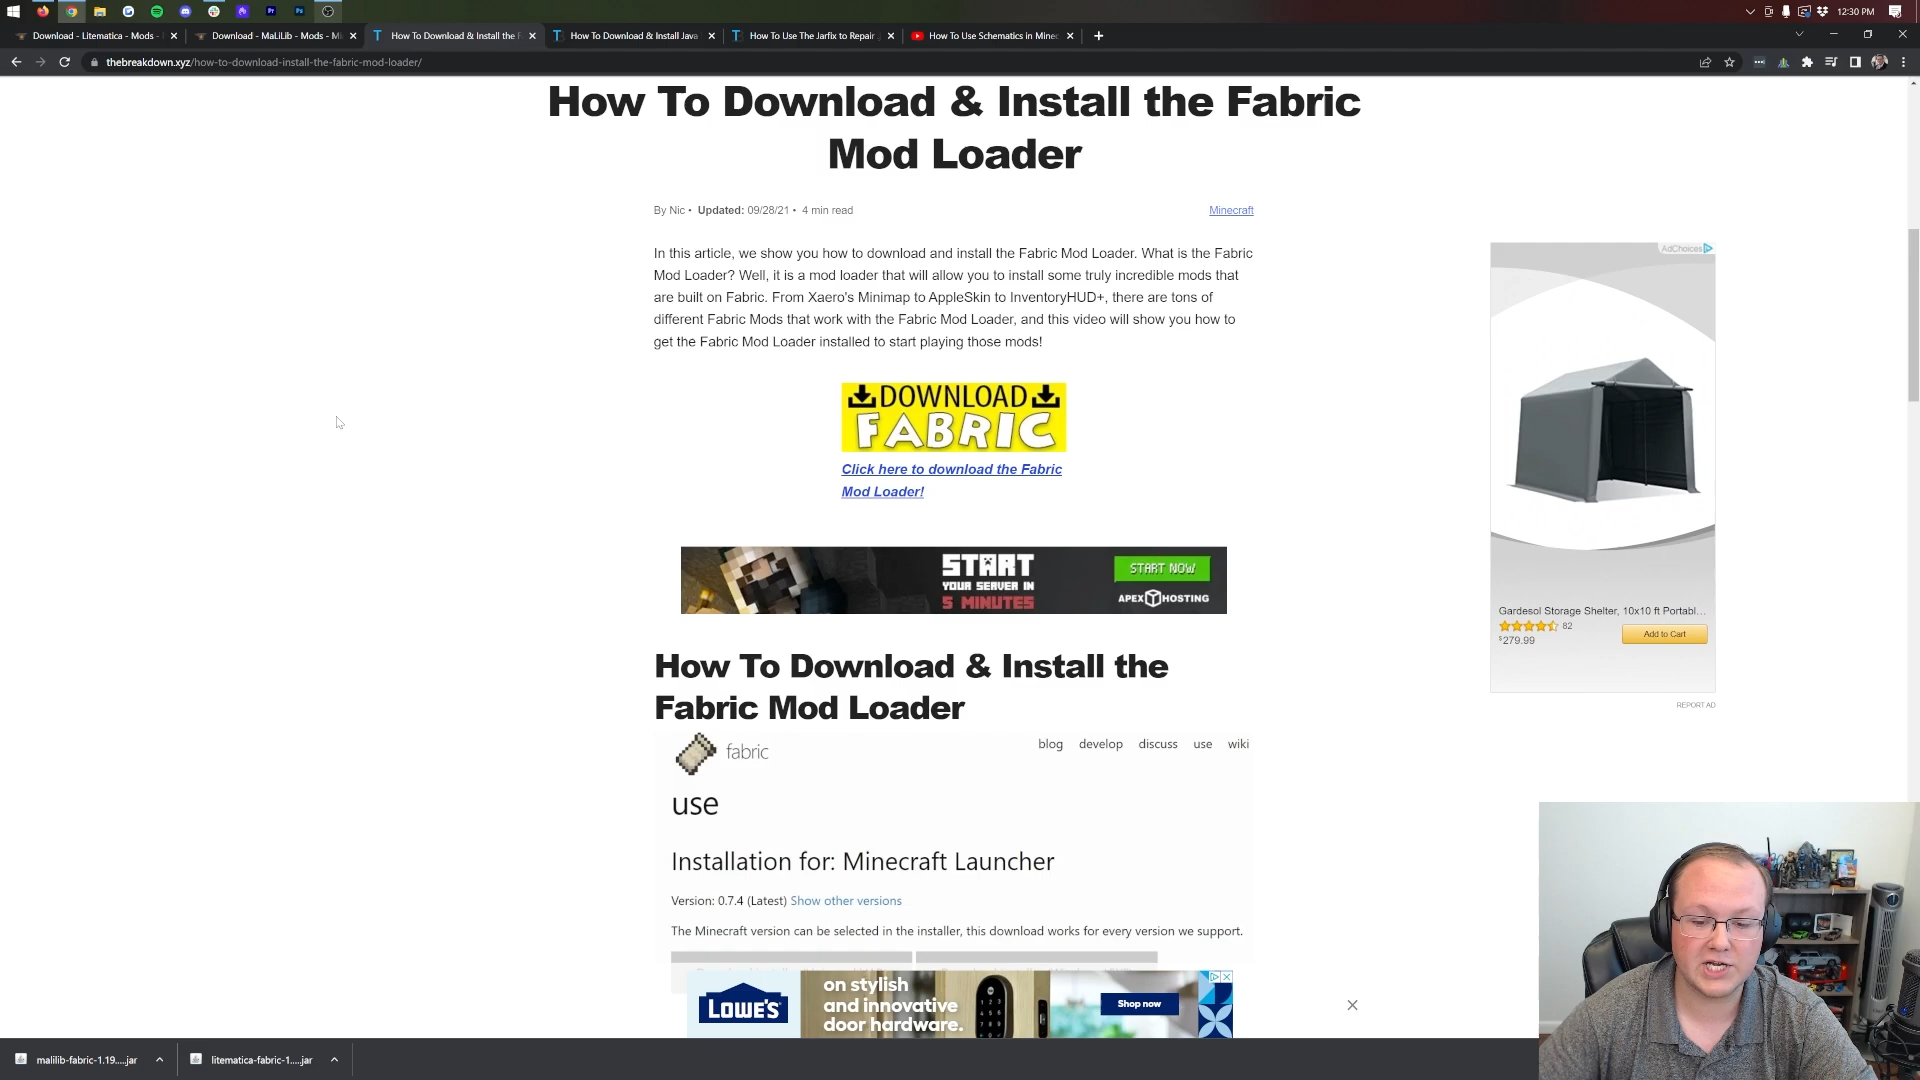 12:30 PM
Download - Litematica - Mods -
Download - MaLiLib - Mods - Mi
How To Download & Install the F
How To Download & Install Java
How To Use The Jarfix to Repair
How To Use Schematics in Minec
thebreakdown.xyz/how-to-download-install-the-fabric-mod-loader/
How To Download & Install the Fabric
Mod Loader
By Nic • Updated: 09/28/21 • 4 min read
Minecraft
In this article, we show you how to download and install the Fabric Mod Loader. What is the Fabric
Mod Loader? Well, it is a mod loader that will allow you to install some truly incredible mods that
are built on Fabric. From Xaero's Minimap to AppleSkin to InventoryHUD+, there are tons of
different Fabric Mods that work with the Fabric Mod Loader, and this video will show you how to
get the Fabric Mod Loader installed to start playing those mods!
DOWNLOAD
FABRIC
Click here to download the Fabric
Mod Loader!
START
YOUR SERVER IN
5 MINUTES
START NOW
APEX HOSTING
AdChoices
Gardesol Storage Shelter, 10x10 ft Portabl...
82
$279.99
Add to Cart
REPORT AD
How To Download & Install the
Fabric Mod Loader
fabric
blog develop discuss use wiki
use
Installation for: Minecraft Launcher
Version: 0.7.4 (Latest) Show other versions
The Minecraft version can be selected in the installer, this download works for every version we support.
LOWE'S
on stylish
and innovative
door hardware.
Shop now
malilib-fabric-1.19....jar
litematica-fabric-1....jar